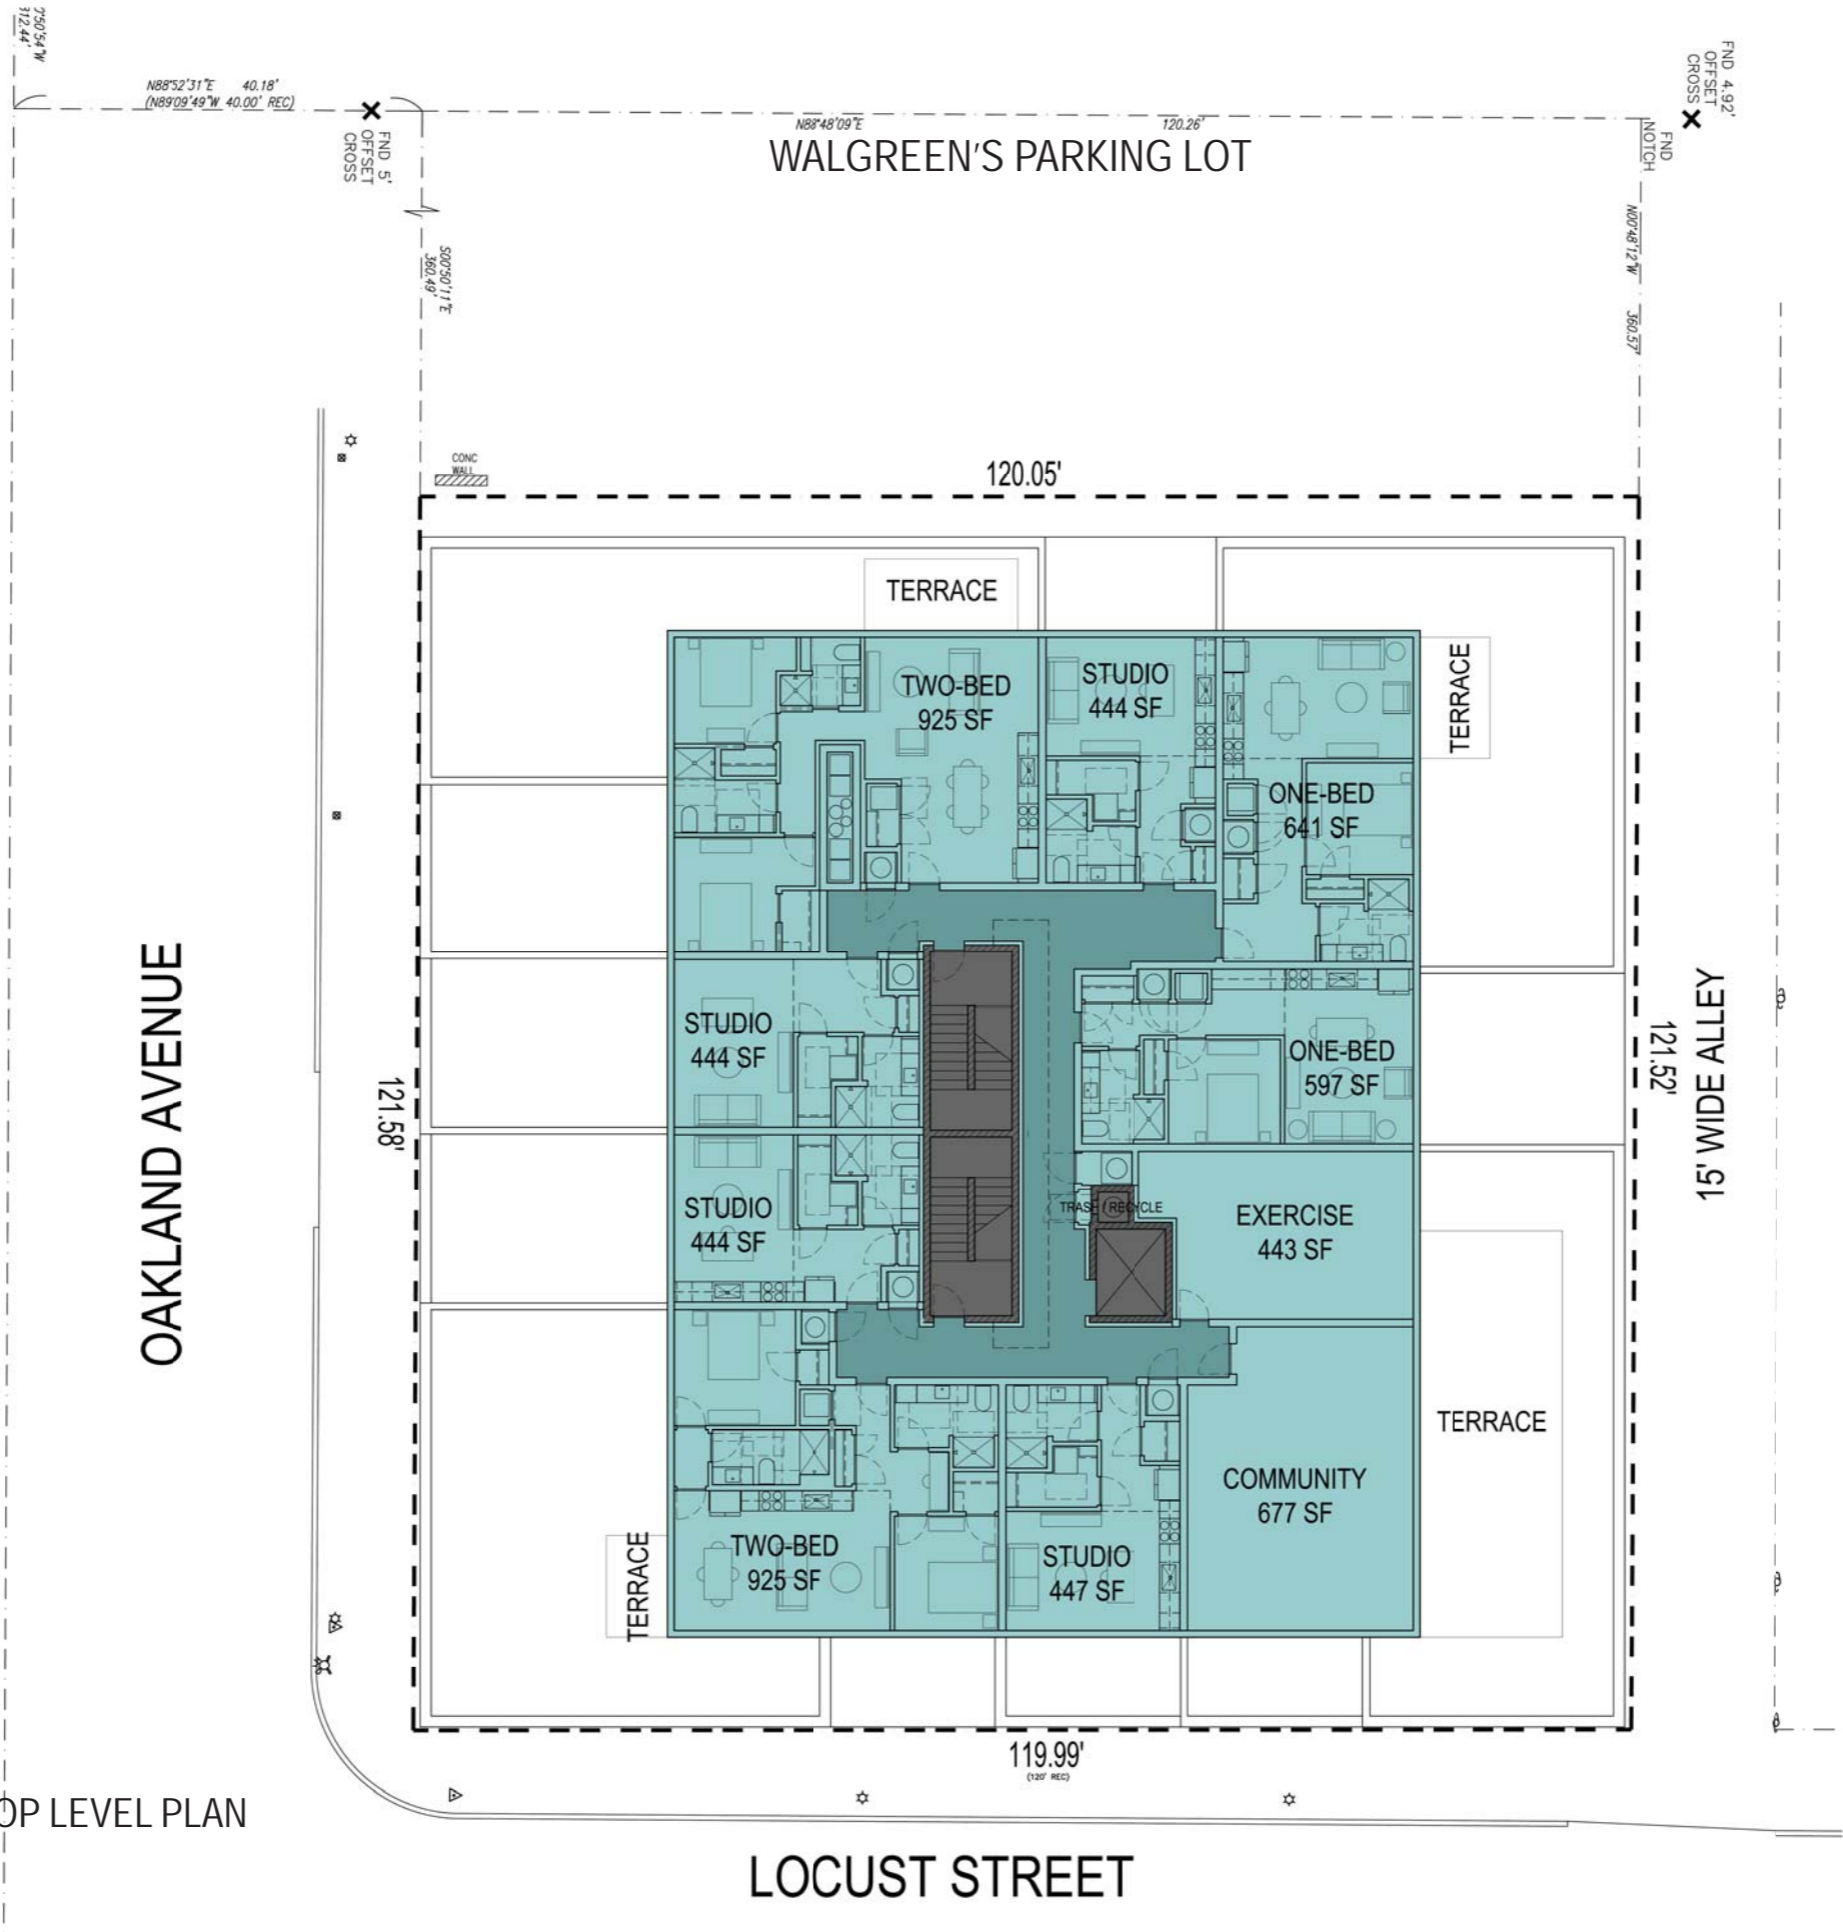 N88°52'31"E 40.18'
(N89°09'49"W 40.00' REC)
FND 5'
OFFSET
CROSS
N88°48'09"E 120.26'
WALGREEN'S PARKING LOT
FND 4.92'
OFFSET
CROSS
FND
NOTCH
S00°50'11"E
360.49'
N00°48'12"W 360.57'
CONC
WALL
120.05'
TERRACE
TWO-BED
925 SF
STUDIO
444 SF
TERRACE
ONE-BED
641 SF
OAKLAND AVENUE
121.58'
STUDIO
444 SF
ONE-BED
597 SF
121.52'
15' WIDE ALLEY
STUDIO
444 SF
TRASH / RECYCLE
EXERCISE
443 SF
TERRACE
COMMUNITY
677 SF
TERRACE
TWO-BED
925 SF
STUDIO
447 SF
119.99'
(120' REC)
OP LEVEL PLAN
LOCUST STREET